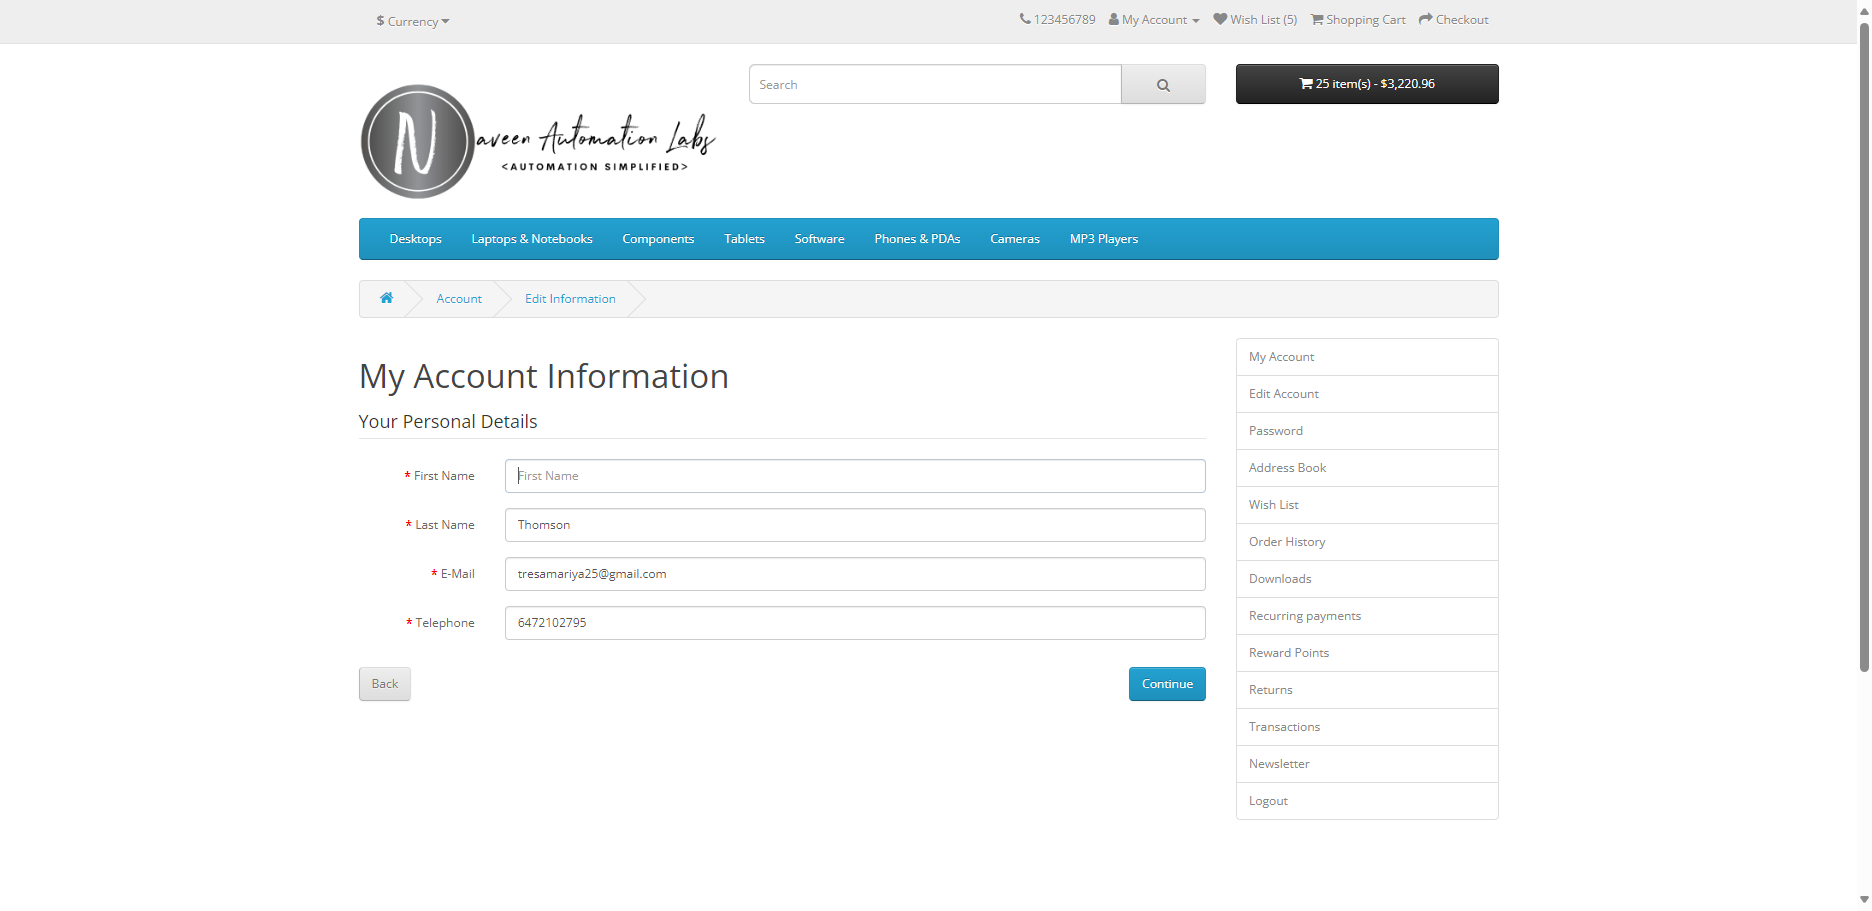 $ Currency
123456789 My Account Wish List (5) Shopping Cart Checkout
Search
25 item(s) - $3,220.96
N aveen Automation Labs
<AUTOMATION SIMPLIFIED>
Desktops Laptops & Notebooks Components Tablets Software Phones & PDAs Cameras MP3 Players
Account Edit Information
My Account Information
Your Personal Details
* First Name First Name
* Last Name Thomson
* E-Mail tresamariya25@gmail.com
* Telephone 6472102795
Back Continue
My Account
Edit Account
Password
Address Book
Wish List
Order History
Downloads
Recurring payments
Reward Points
Returns
Transactions
Newsletter
Logout